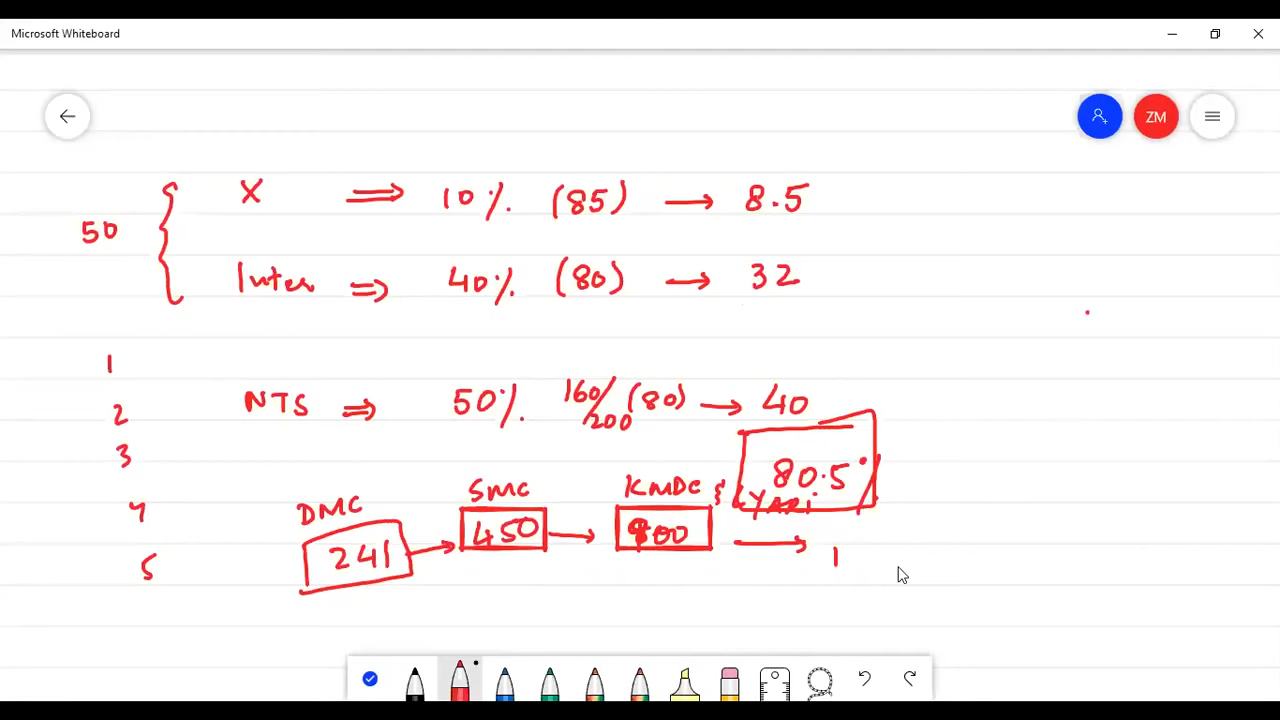 Microsoft Whiteboard
ZM
X ⇒ 10% (85) → 8.5
50
Inter ⇒ 40% (80) → 32
1
NTS ⇒ 50% 160/200 (80) → 40
2
3
80.5%
DMC SMC KMDC
4
241 → 450 → → 1
5